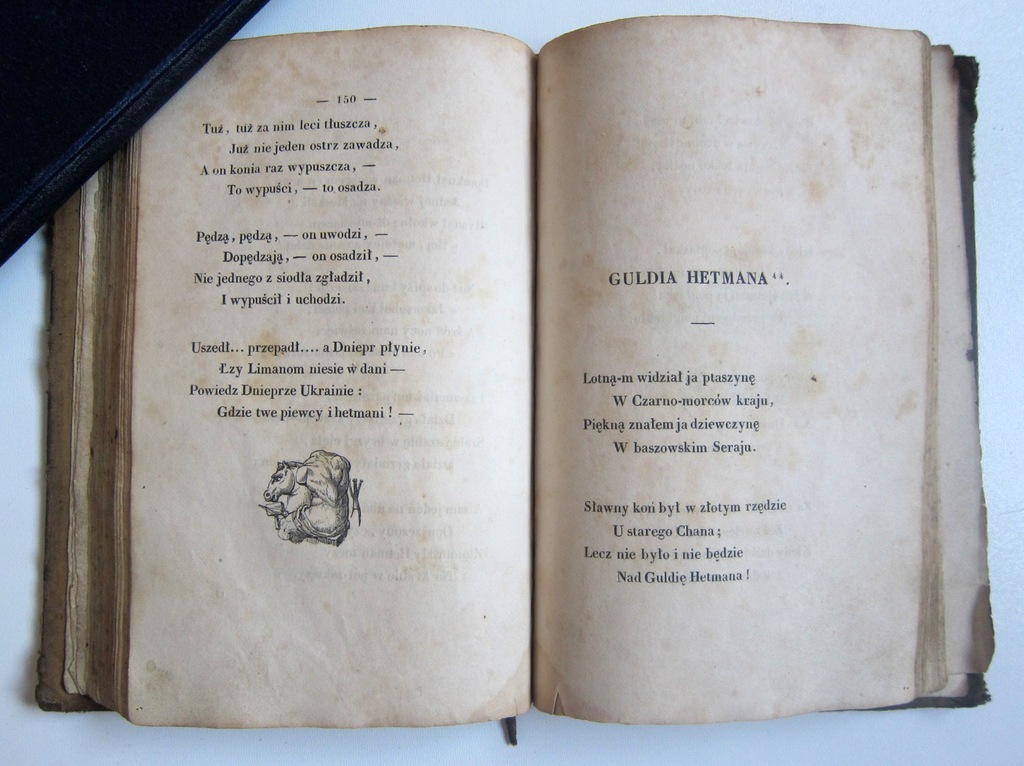 — 150 —
Tuż, tuż za nim leci tłuszcza,
Już nie jeden ostrz zawadza,
A on konia raz wypuszcza, —
To wypuści, — to osadza.
Pędzą, pędzą, — on uwodzi, —
Dopędzają, — on osadził, —
Nie jednego z siodła zgładził,
I wypuścił i uchodzi.
Uszedł... przepadł.... a Dniepr płynie,
Łzy Limanom niesie w dani —
Powiedz Dnieprze Ukrainie :
Gdzie twe piewcy i hetmani ! —
GULDIA HETMANA⁴⁴.
Lotną-m widział ja ptaszynę
W Czarno-morców kraju,
Piękną znałem ja dziewczynę
W baszowskim Seraju.
Sławny koń był w złotym rzędzie
U starego Chana ;
Lecz nie było i nie będzie
Nad Guldię Hetmana !